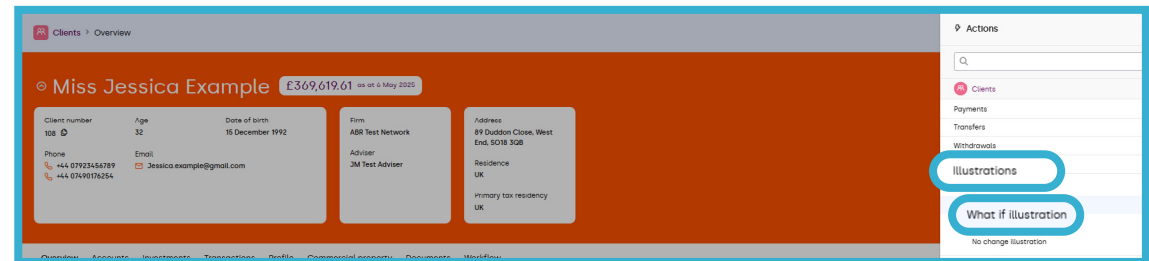 Clients > Overview
Actions
Miss Jessica Example £369,619.61 as at 6 May 2025
Clients
Client number Age Date of birth
108 32 15 December 1992
Phone Email
+44 07923456789 Jessica.example@gmail.com
+44 07490176254
Firm
ABR Test Network
Adviser
JM Test Adviser
Address
89 Duddon Close, West
End, SO18 3QB
Residence
UK
Primary tax residency
UK
Payments
Transfers
Withdrawals
Illustrations
What if illustration
No change illustration
Overview Accounts Investments Transactions Profile Commercial property Documents Workflow